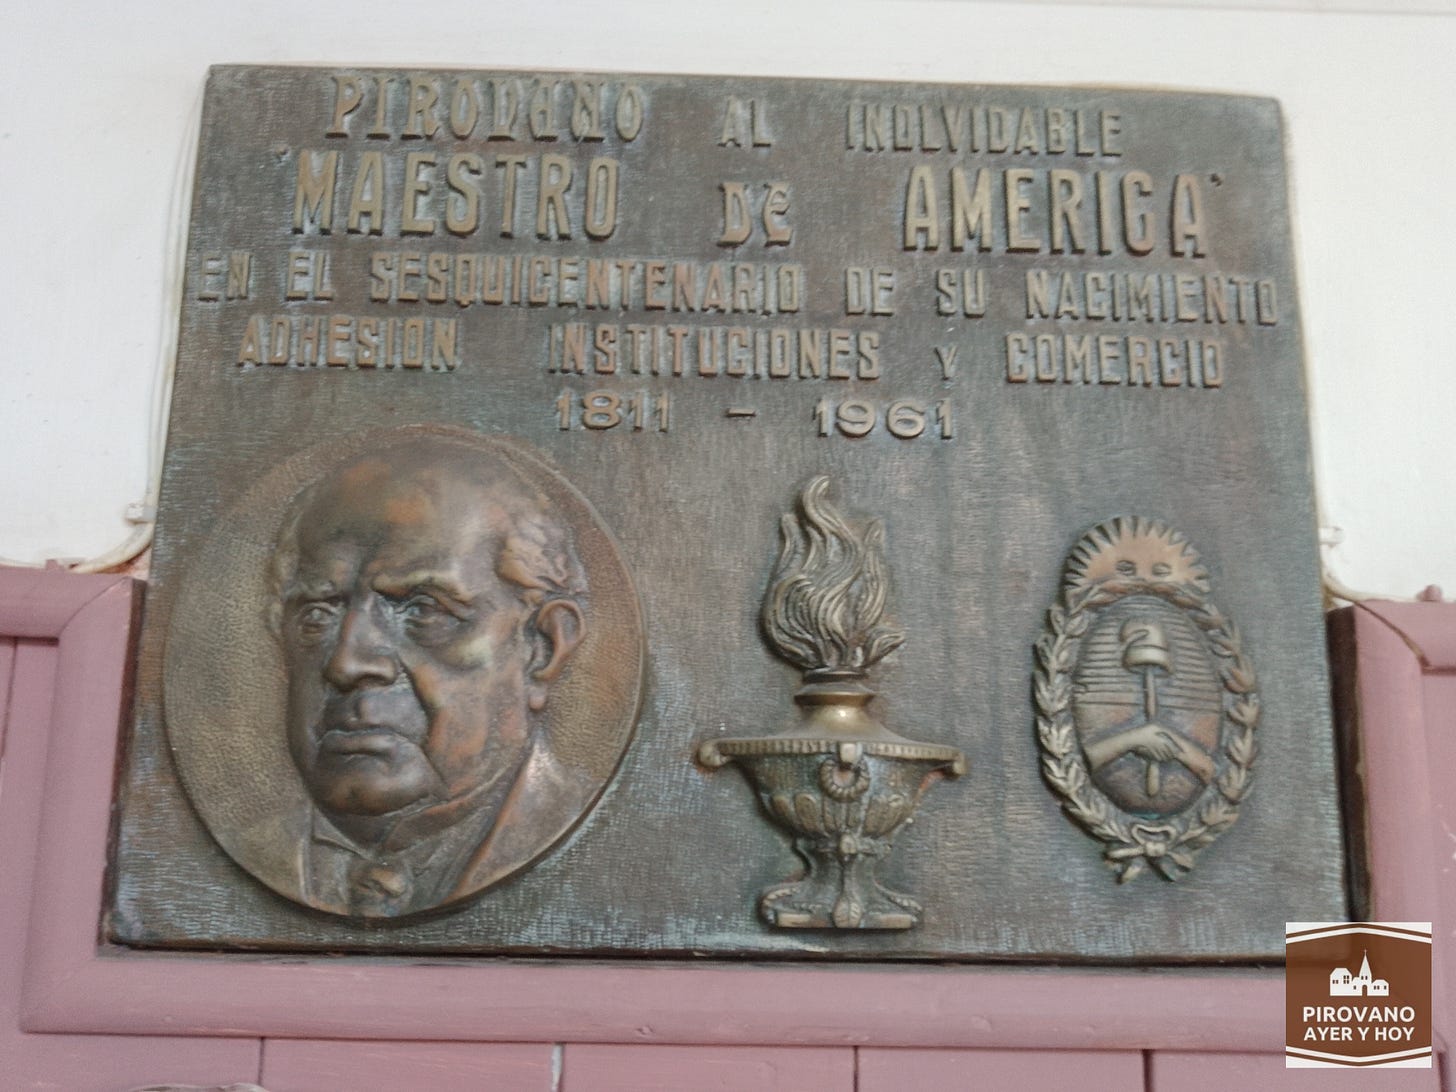 PIROVANO AL INOLVIDABLE
"MAESTRO DE AMERICA"
EN EL SESQUICENTENARIO DE SU NACIMIENTO
ADHESION INSTITUCIONES Y COMERCIO
1811 - 1961
PIROVANO
AYER Y HOY